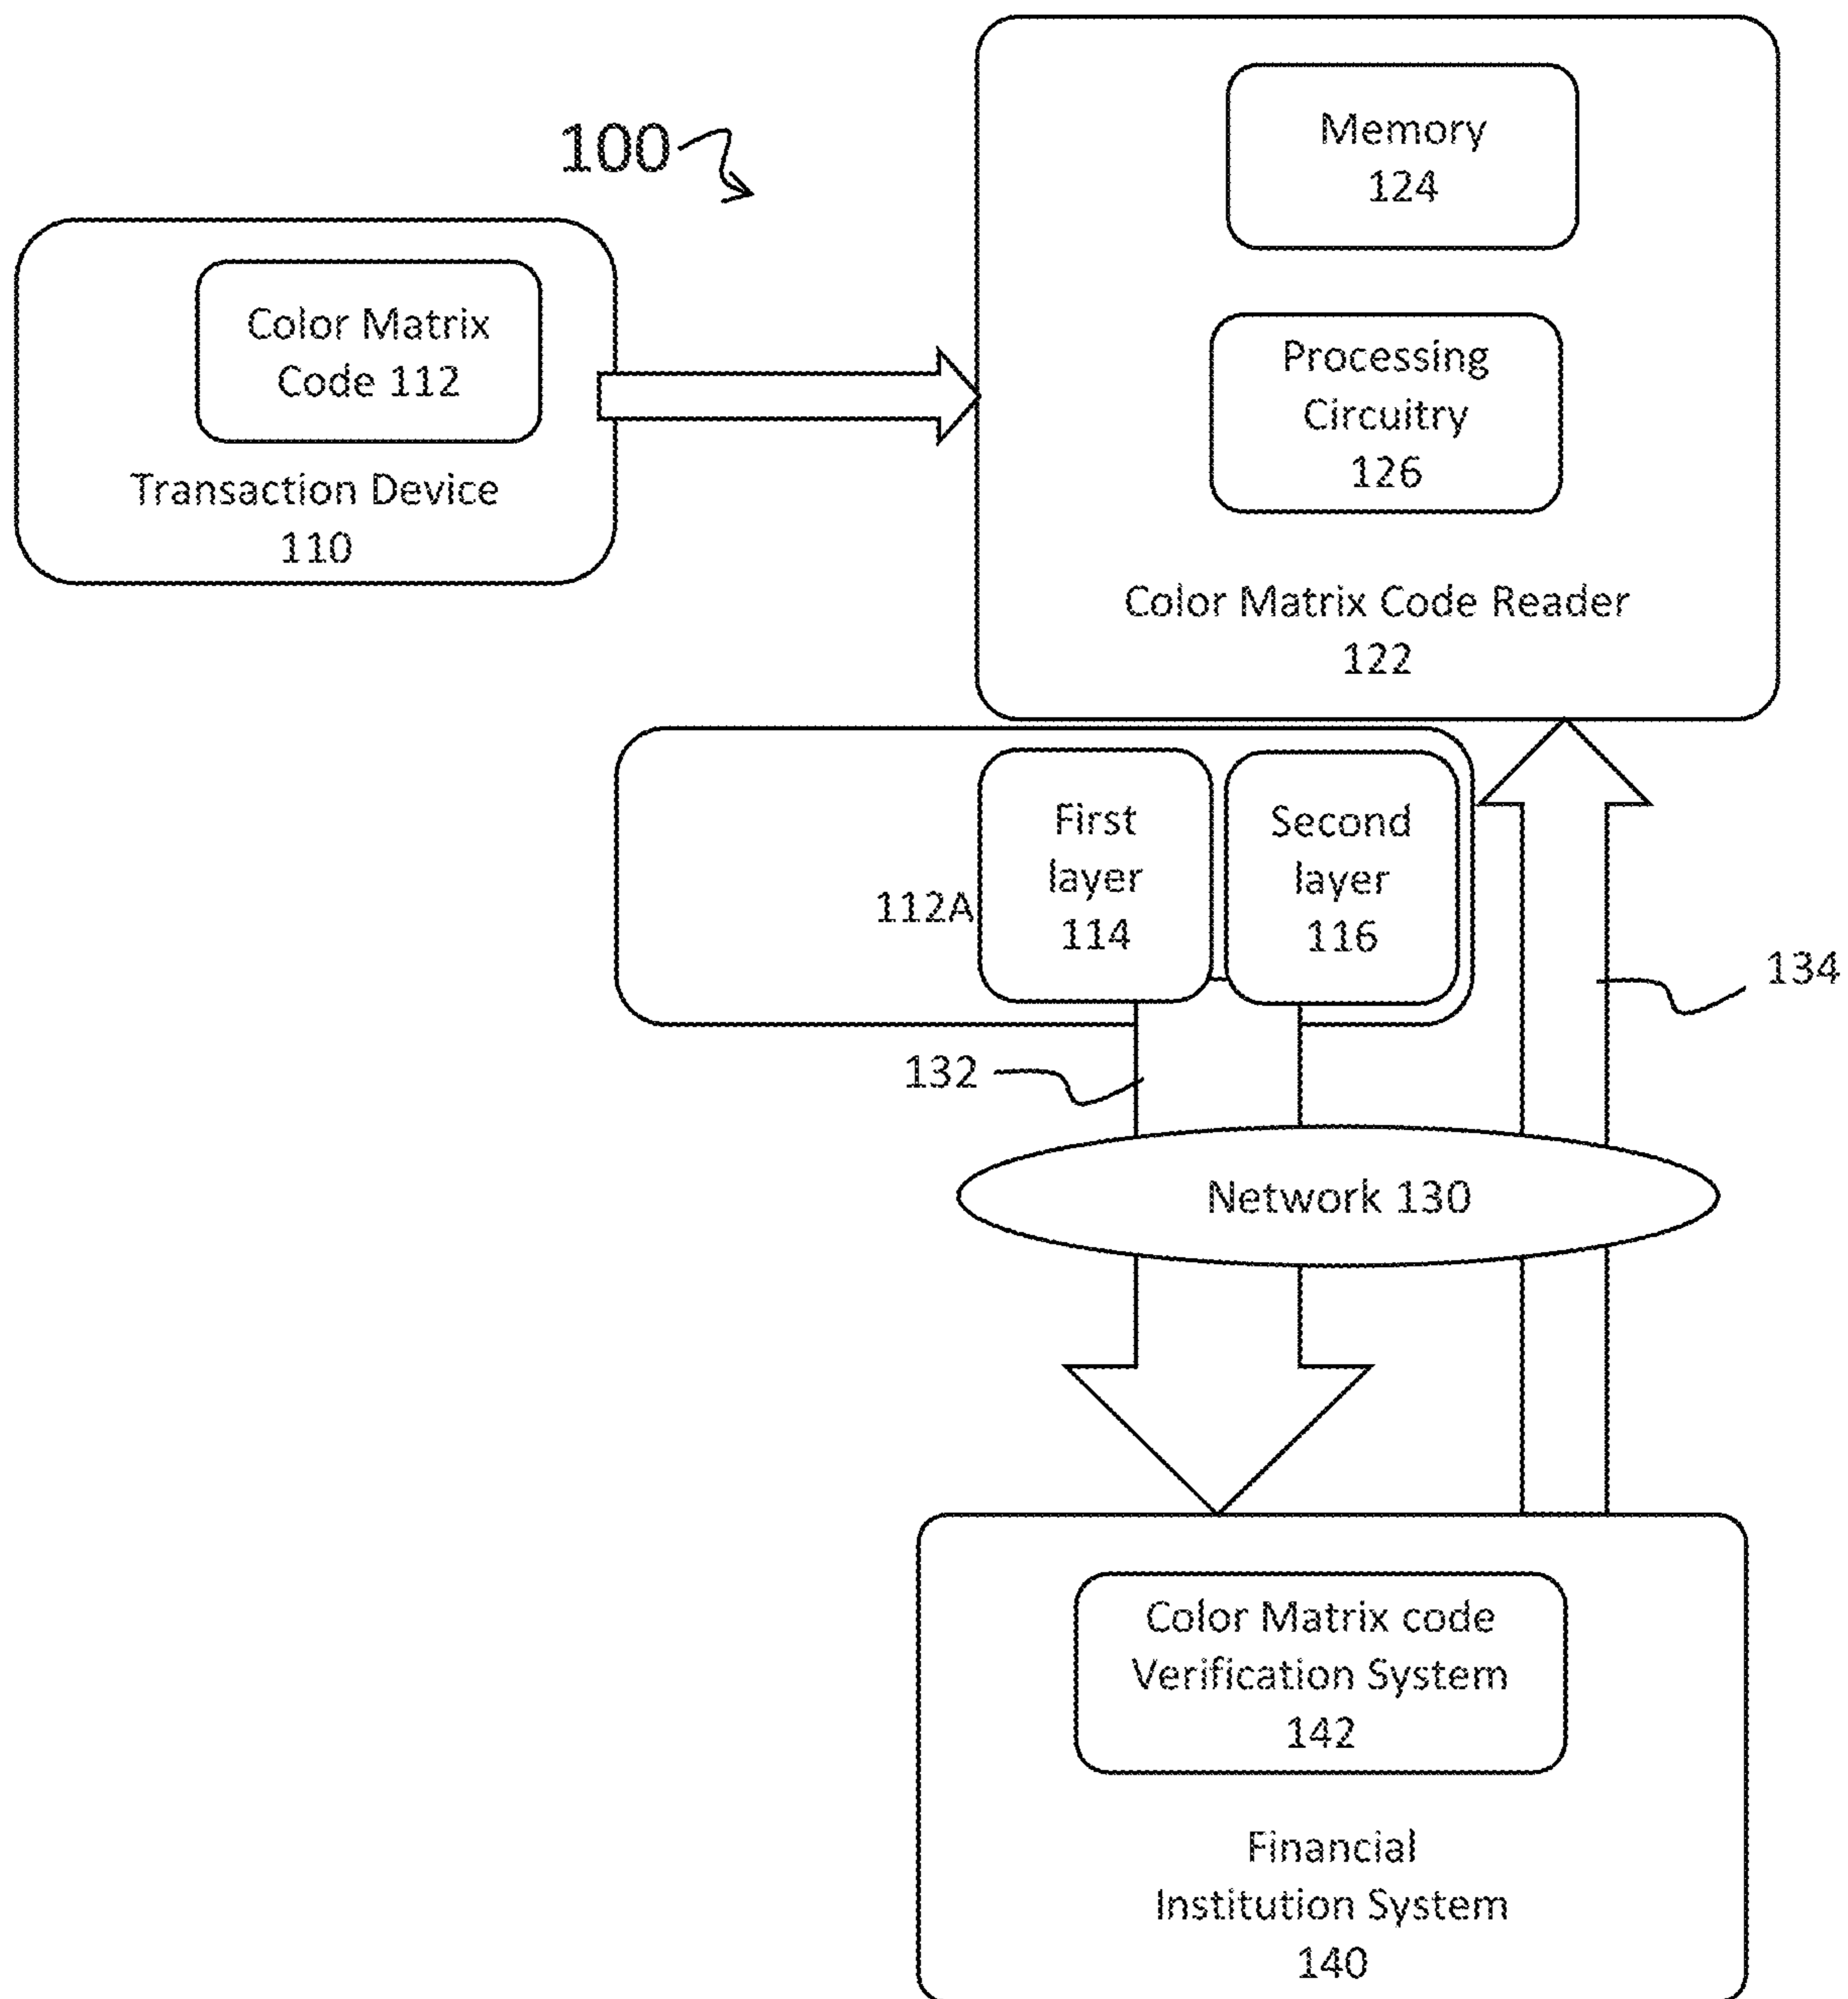 100
Memory
124
Color Matrix
Code 112
Transaction Device
110
Processing
Circuitry
126
Color Matrix Code Reader
122
112A
First
layer
114
Second
layer
116
134
132
Network 130
Color Matrix code
Verification System
142
Financial
Institution System
140